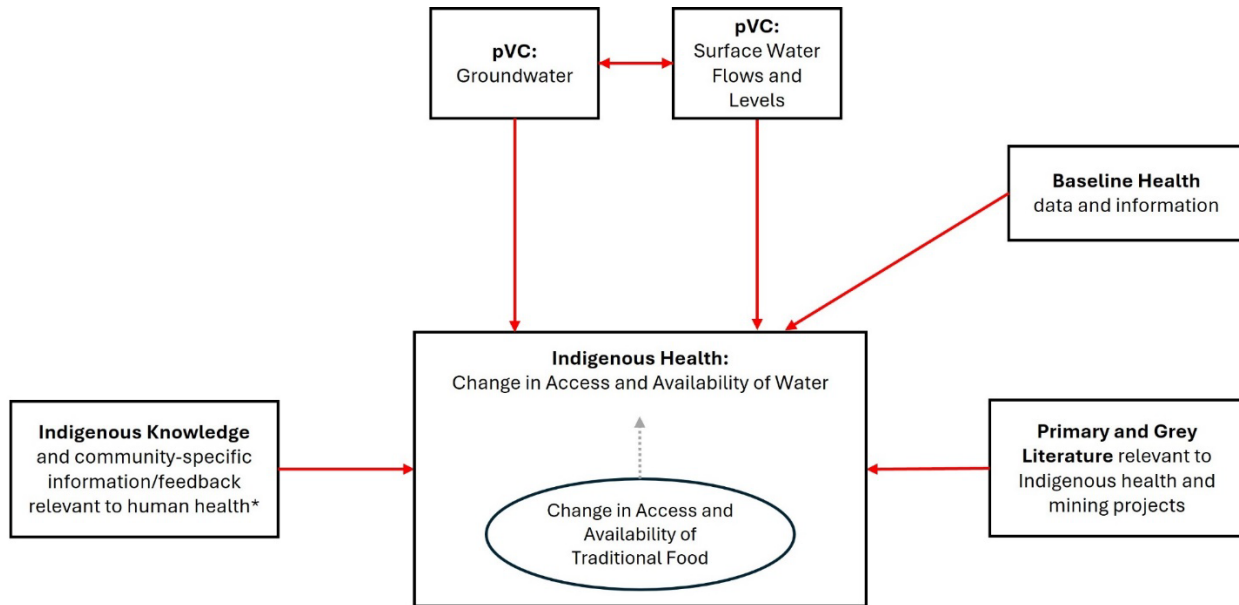 pVC:
Groundwater
pVC:
Surface Water
Flows and
Levels
Baseline Health
data and information
Indigenous Health:
Change in Access and Availability of Water
Indigenous Knowledge
and community-specific
information/feedback
relevant to human health*
Primary and Grey
Literature relevant to
Indigenous health and
mining projects
Change in Access and
Availability of
Traditional Food